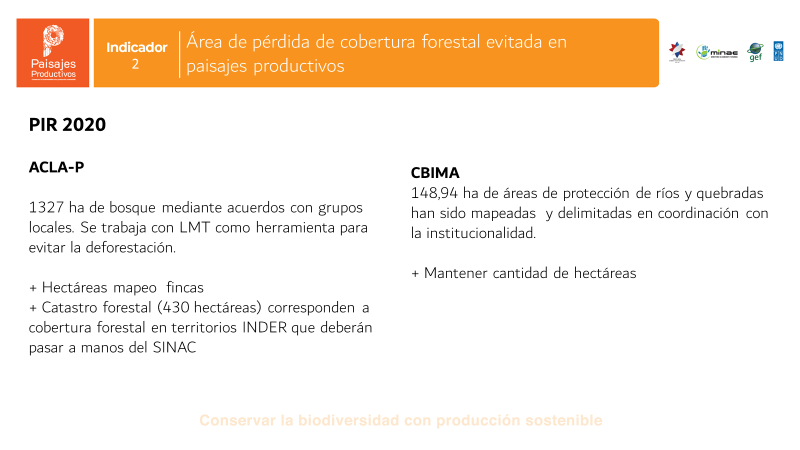 Paisajes
Productivos
Indicador
2
Área de pérdida de cobertura forestal evitada en
paisajes productivos
minae
gef
PIR 2020
ACLA-P
1327 ha de bosque mediante acuerdos con grupos
locales. Se trabaja con LMT como herramienta para
evitar la deforestación.
+ Hectáreas mapeo fincas
+ Catastro forestal (430 hectáreas) corresponden a
cobertura forestal en territorios INDER que deberán
pasar a manos del SINAC
CBIMA
148,94 ha de áreas de protección de ríos y quebradas
han sido mapeadas y delimitadas en coordinación con
la institucionalidad.
+ Mantener cantidad de hectáreas
Conservar la biodiversidad con producción sostenible